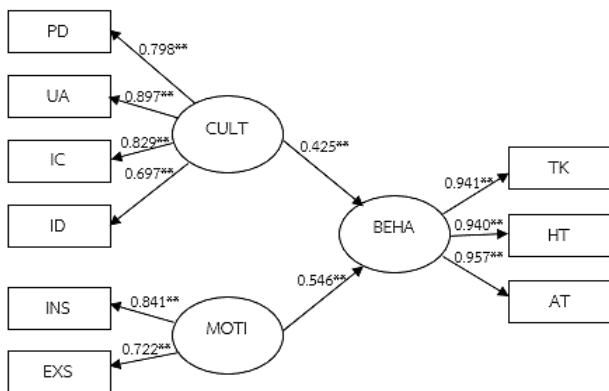 PD
0.798**
UA
0.897**
CULT
IC
0.829**
0.697**
0.425**
ID
TK
0.941**
BEHA
0.940**
HT
0.957**
AT
0.546**
INS
0.841**
MOTI
EXS
0.722**